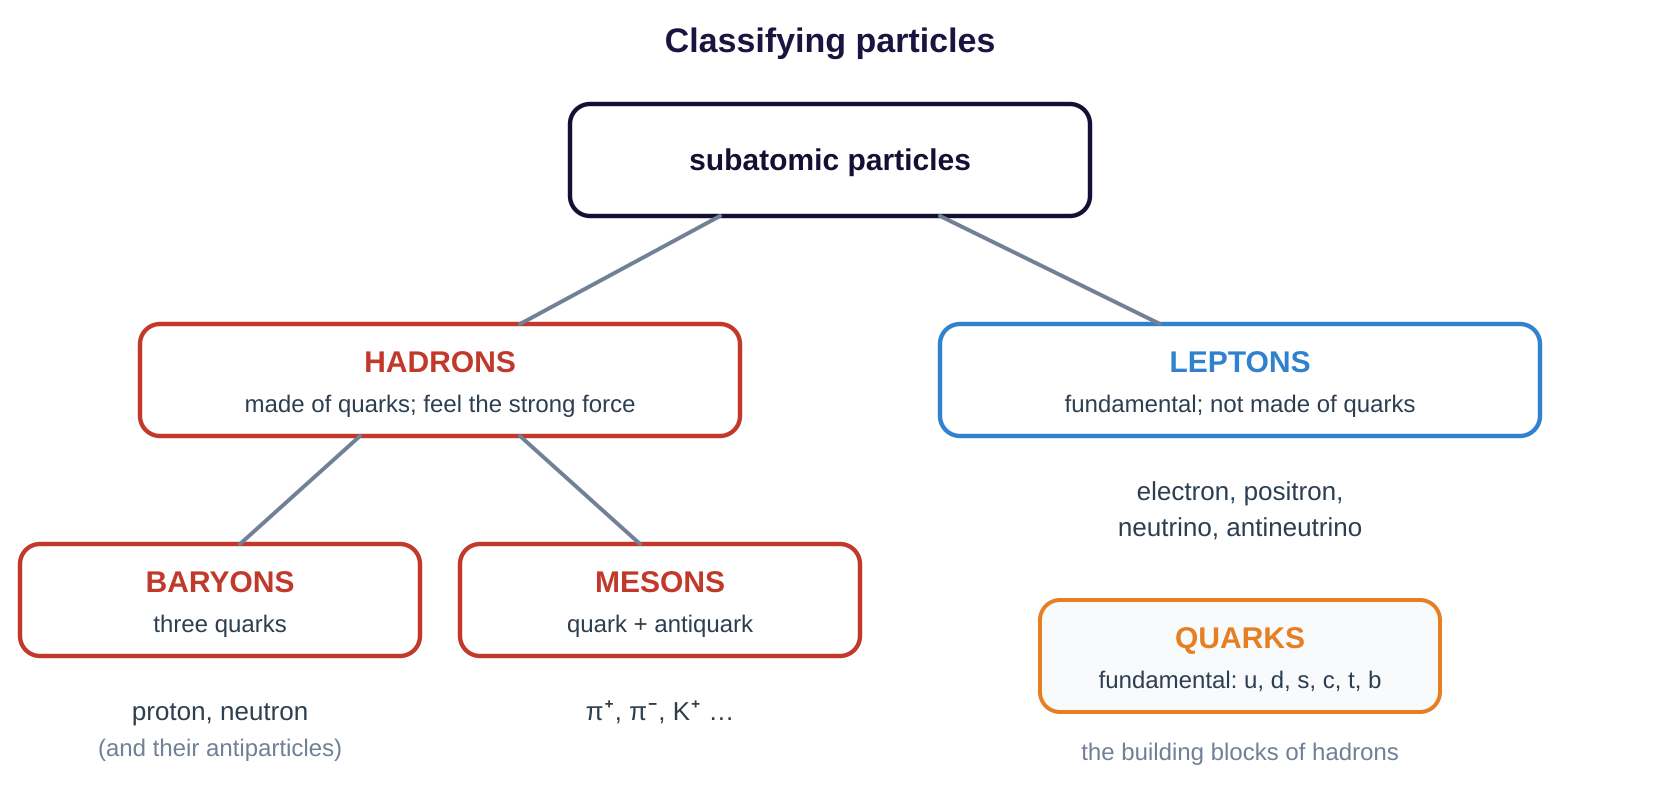 Classifying particles
subatomic particles
HADRONS
made of quarks; feel the strong force
LEPTONS
fundamental; not made of quarks
electron, positron,
neutrino, antineutrino
BARYONS
three quarks
MESONS
quark + antiquark
QUARKS
fundamental: u, d, s, c, t, b
proton, neutron
(and their antiparticles)
π⁺, π⁻, K⁺ …
the building blocks of hadrons